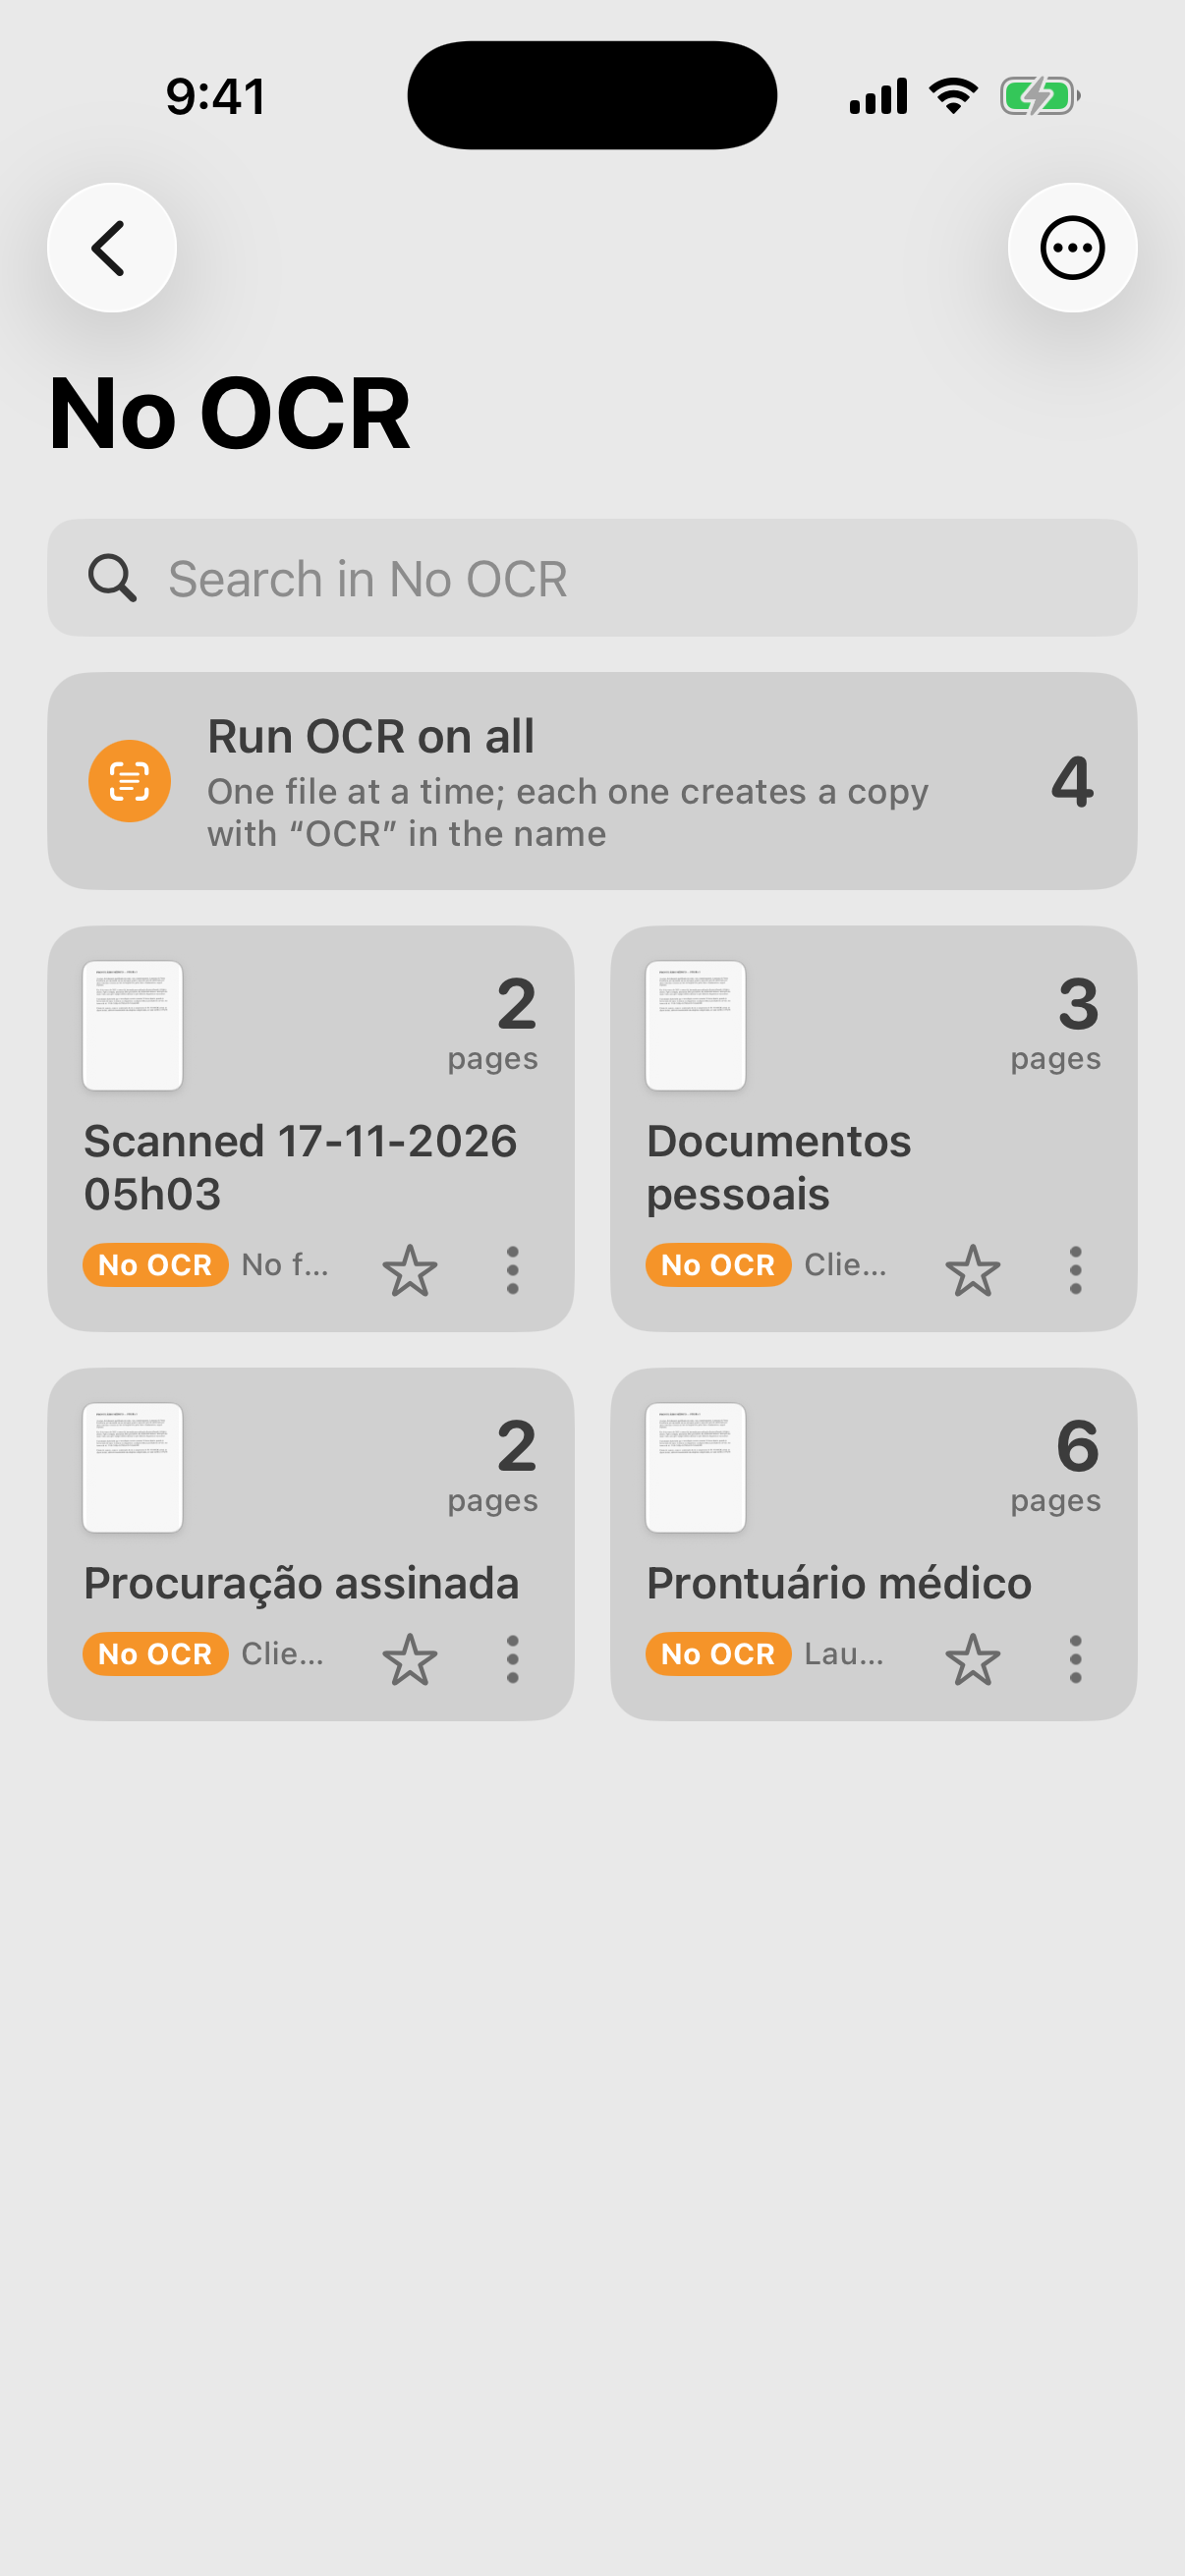 9:41
No OCR
Search in No OCR
Run OCR on all
One file at a time; each one creates a copy
with “OCR” in the name
4
2
pages
Scanned 17-11-2026
05h03
No OCR No f...
3
pages
Documentos
pessoais
No OCR Clie...
2
pages
Procuração assinada
No OCR Clie...
6
pages
Prontuário médico
No OCR Lau...